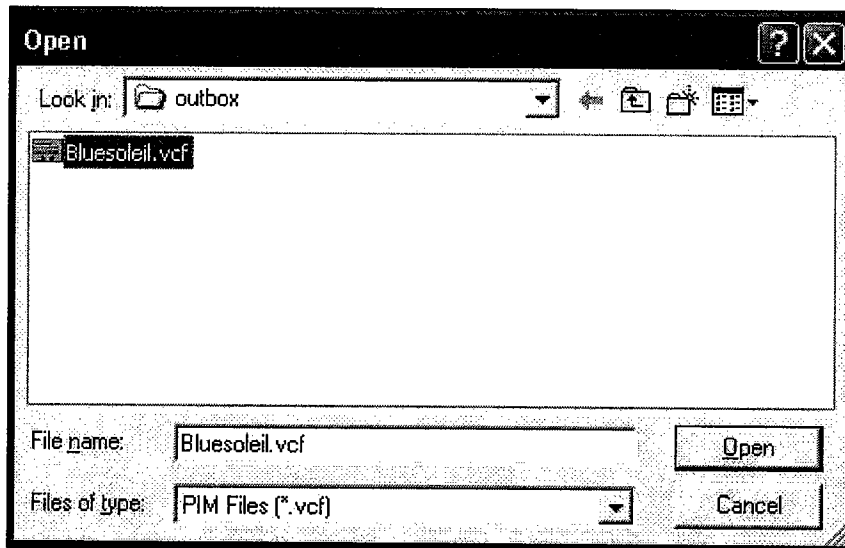 Open
Look in: outbox
Bluesoleil.vcf
File name: Bluesoleil.vcf Open
Files of type: PIM Files (*.vcf) Cancel